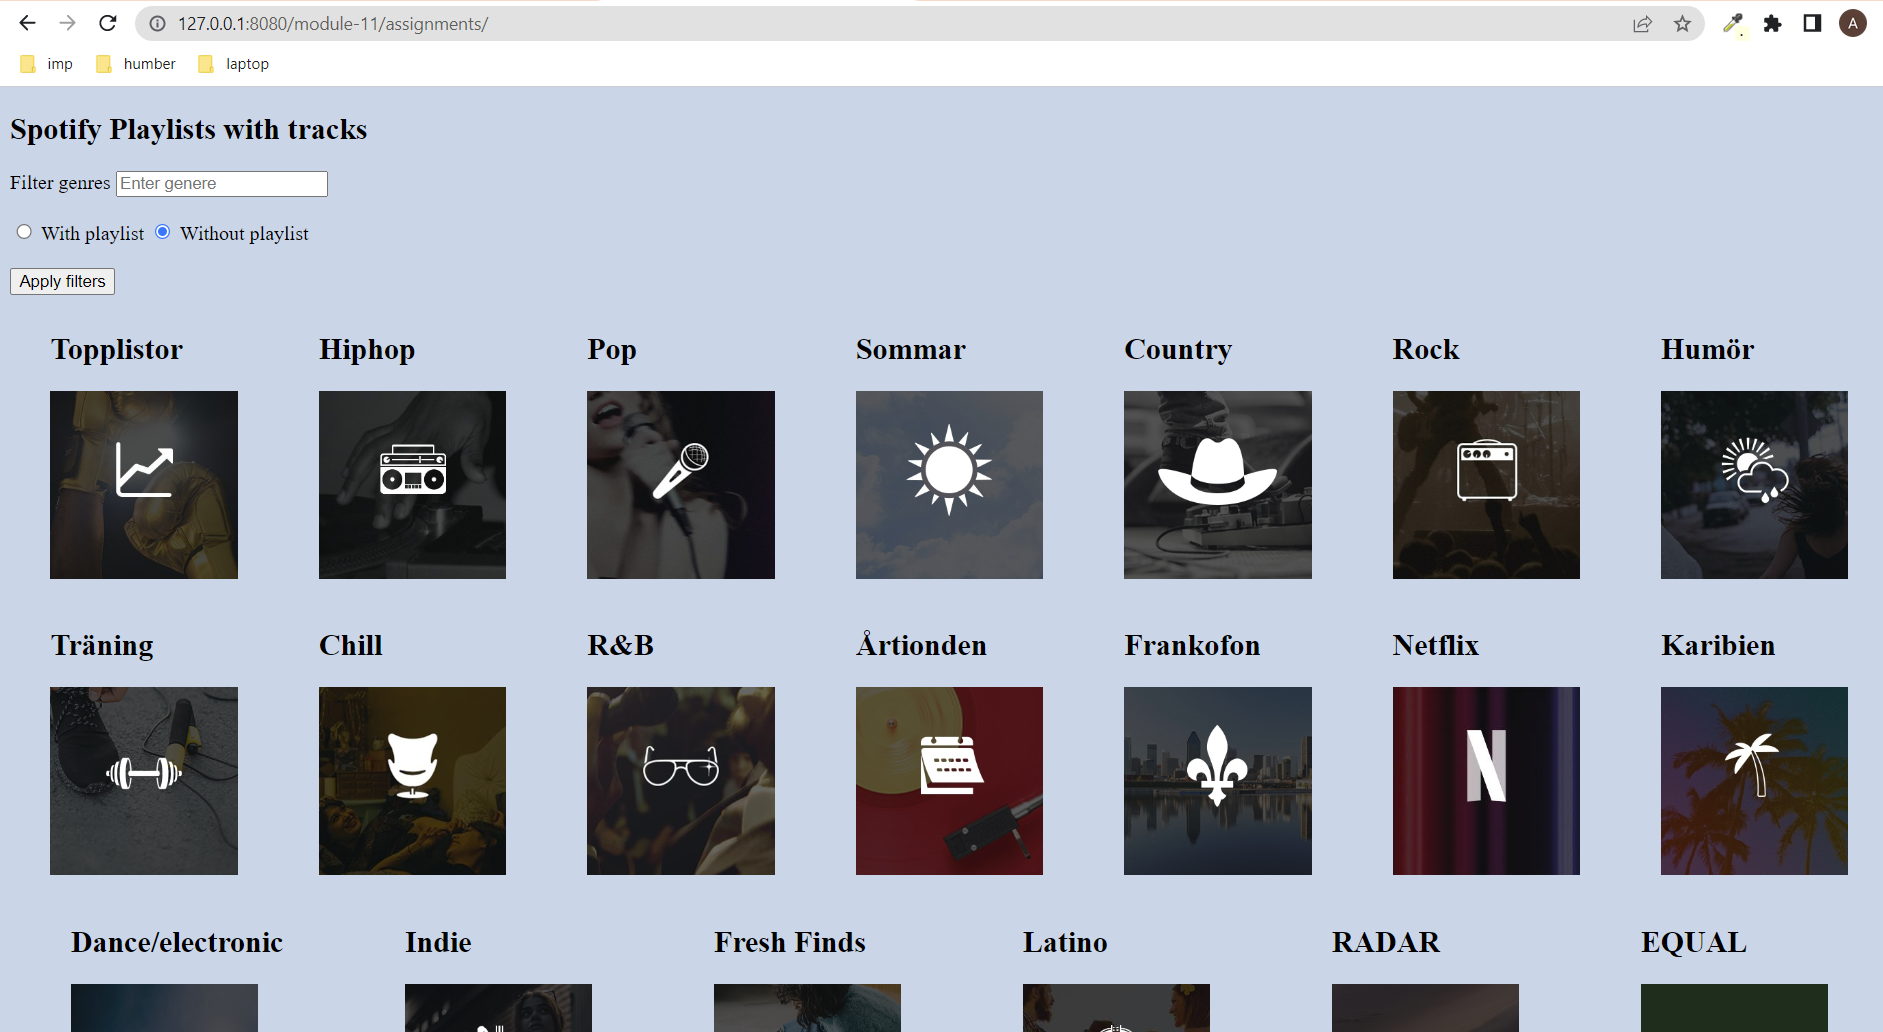 127.0.0.1:8080/module-11/assignments/
A
imp humber laptop
Spotify Playlists with tracks
Filter genres Enter genere
With playlist Without playlist
Apply filters
Topplistor Hiphop Pop Sommar Country Rock Humör
Träning Chill R&B Årtionden Frankofon Netflix Karibien
N
Dance/electronic Indie Fresh Finds Latino RADAR EQUAL